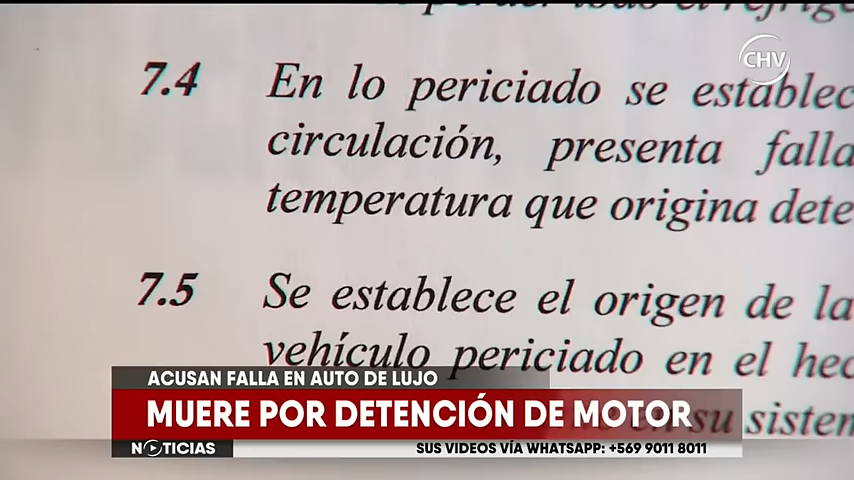 CHV
7.4 En lo periciado se establec
circulación, presenta falla
temperatura que origina dete
7.5 Se establece el origen de la
vehículo periciado en el hec
su sistem
ACUSAN FALLA EN AUTO DE LUJO
MUERE POR DETENCIÓN DE MOTOR
NOTICIAS
SUS VIDEOS VÍA WHATSAPP: +569 9011 8011